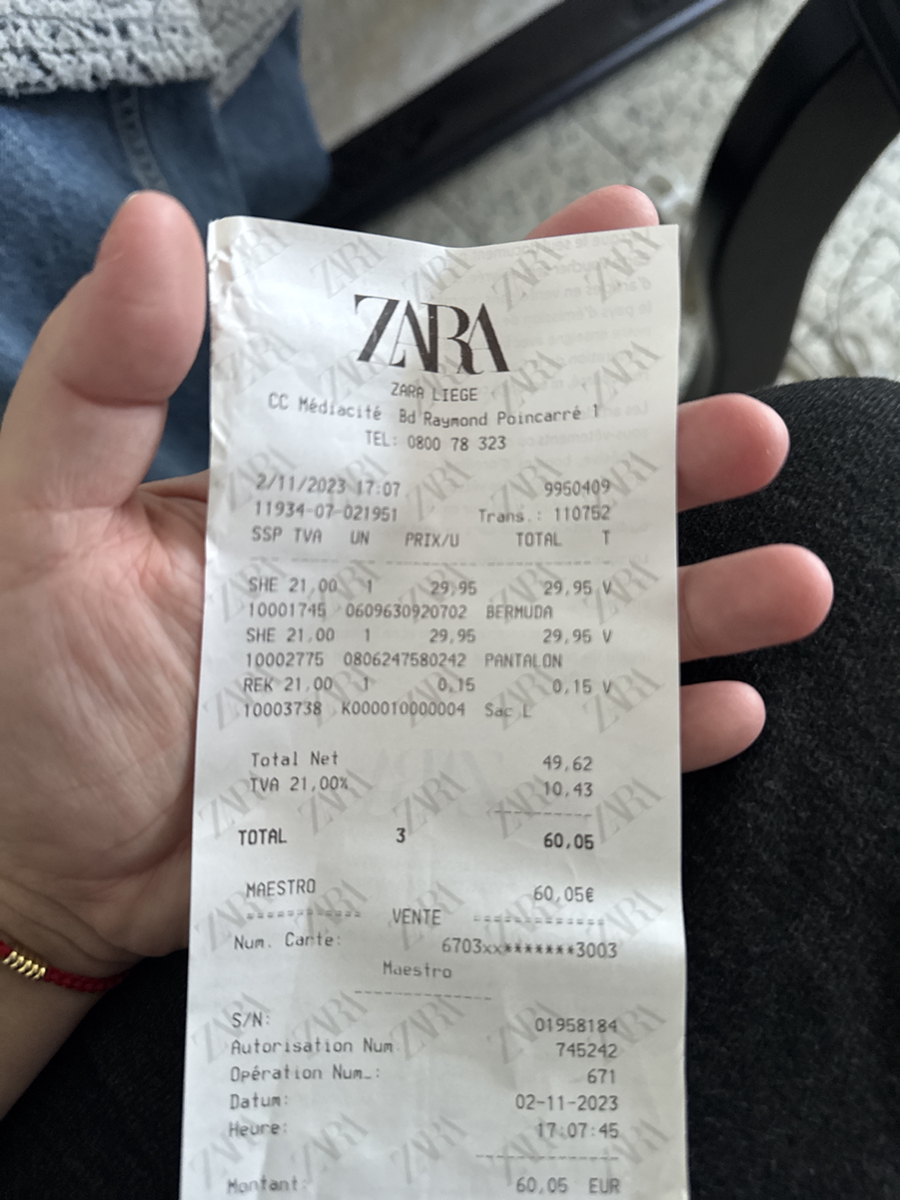 ZARA
ZARA LIEGE
CC Médiacité Bd Raymond Poincarré 1
TEL: 0800 78 323
2/11/2023 17:07 9950409
11934-07-021951 Trans.: 110752
SSP TVA UN PRIX/U TOTAL T
SHE 21,00 1 29,95 29,95 V
10001745 0609630920702 BERMUDA
SHE 21,00 1 29,95 29,95 V
10002775 0806247580242 PANTALON
REK 21,00 1 0,15 0,15 V
10003738 K000010000004 Sac L
Total Net 49,62
TVA 21,00% 10,43
TOTAL 3 60,05
MAESTRO 60,05€
============ VENTE ==============
Num. Carte: 6703xx*******3003
Maestro
S/N: 01958184
Autorisation Num 745242
Opération Num.: 671
Datum: 02-11-2023
Heure: 17:07:45
Montant: 60,05 EUR